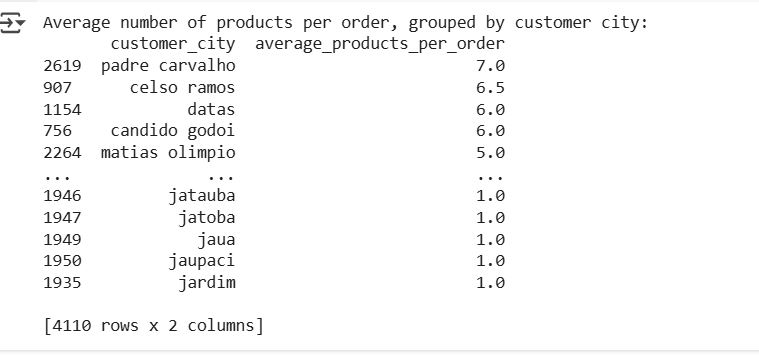 Average number of products per order, grouped by customer city:
customer_city average_products_per_order
2619 padre carvalho 7.0
907 celso ramos 6.5
1154 datas 6.0
756 candido godoi 6.0
2264 matias olimpio 5.0
... ... ...
1946 jatauba 1.0
1947 jatoba 1.0
1949 jaua 1.0
1950 jaupaci 1.0
1935 jardim 1.0
[4110 rows x 2 columns]